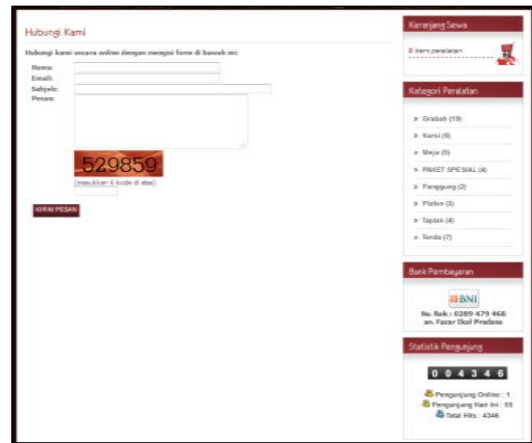 Hubungi Kami
Hubungi kami secara online dengan mengisi form di bawah ini:
Nama:
Email:
Subjek:
Pesan:
529859
(masukkan 6 kode di atas)
KIRIM PESAN
Keranjang Sewa
0 item peralatan
Kategori Peralatan
» Grabah (19)
» Kursi (6)
» Meja (5)
» PAKET SPESIAL (4)
» Panggung (2)
» Plafon (3)
» Taplak (4)
» Tenda (7)
Bank Pembayaran
BNI
No. Rek : 0289 479 468
an. Fazar Ikal Pradana
Statistik Pengunjung
0 0 4 3 4 6
Pengunjung Online : 1
Pengunjung Hari Ini : 55
Total Hits : 4346